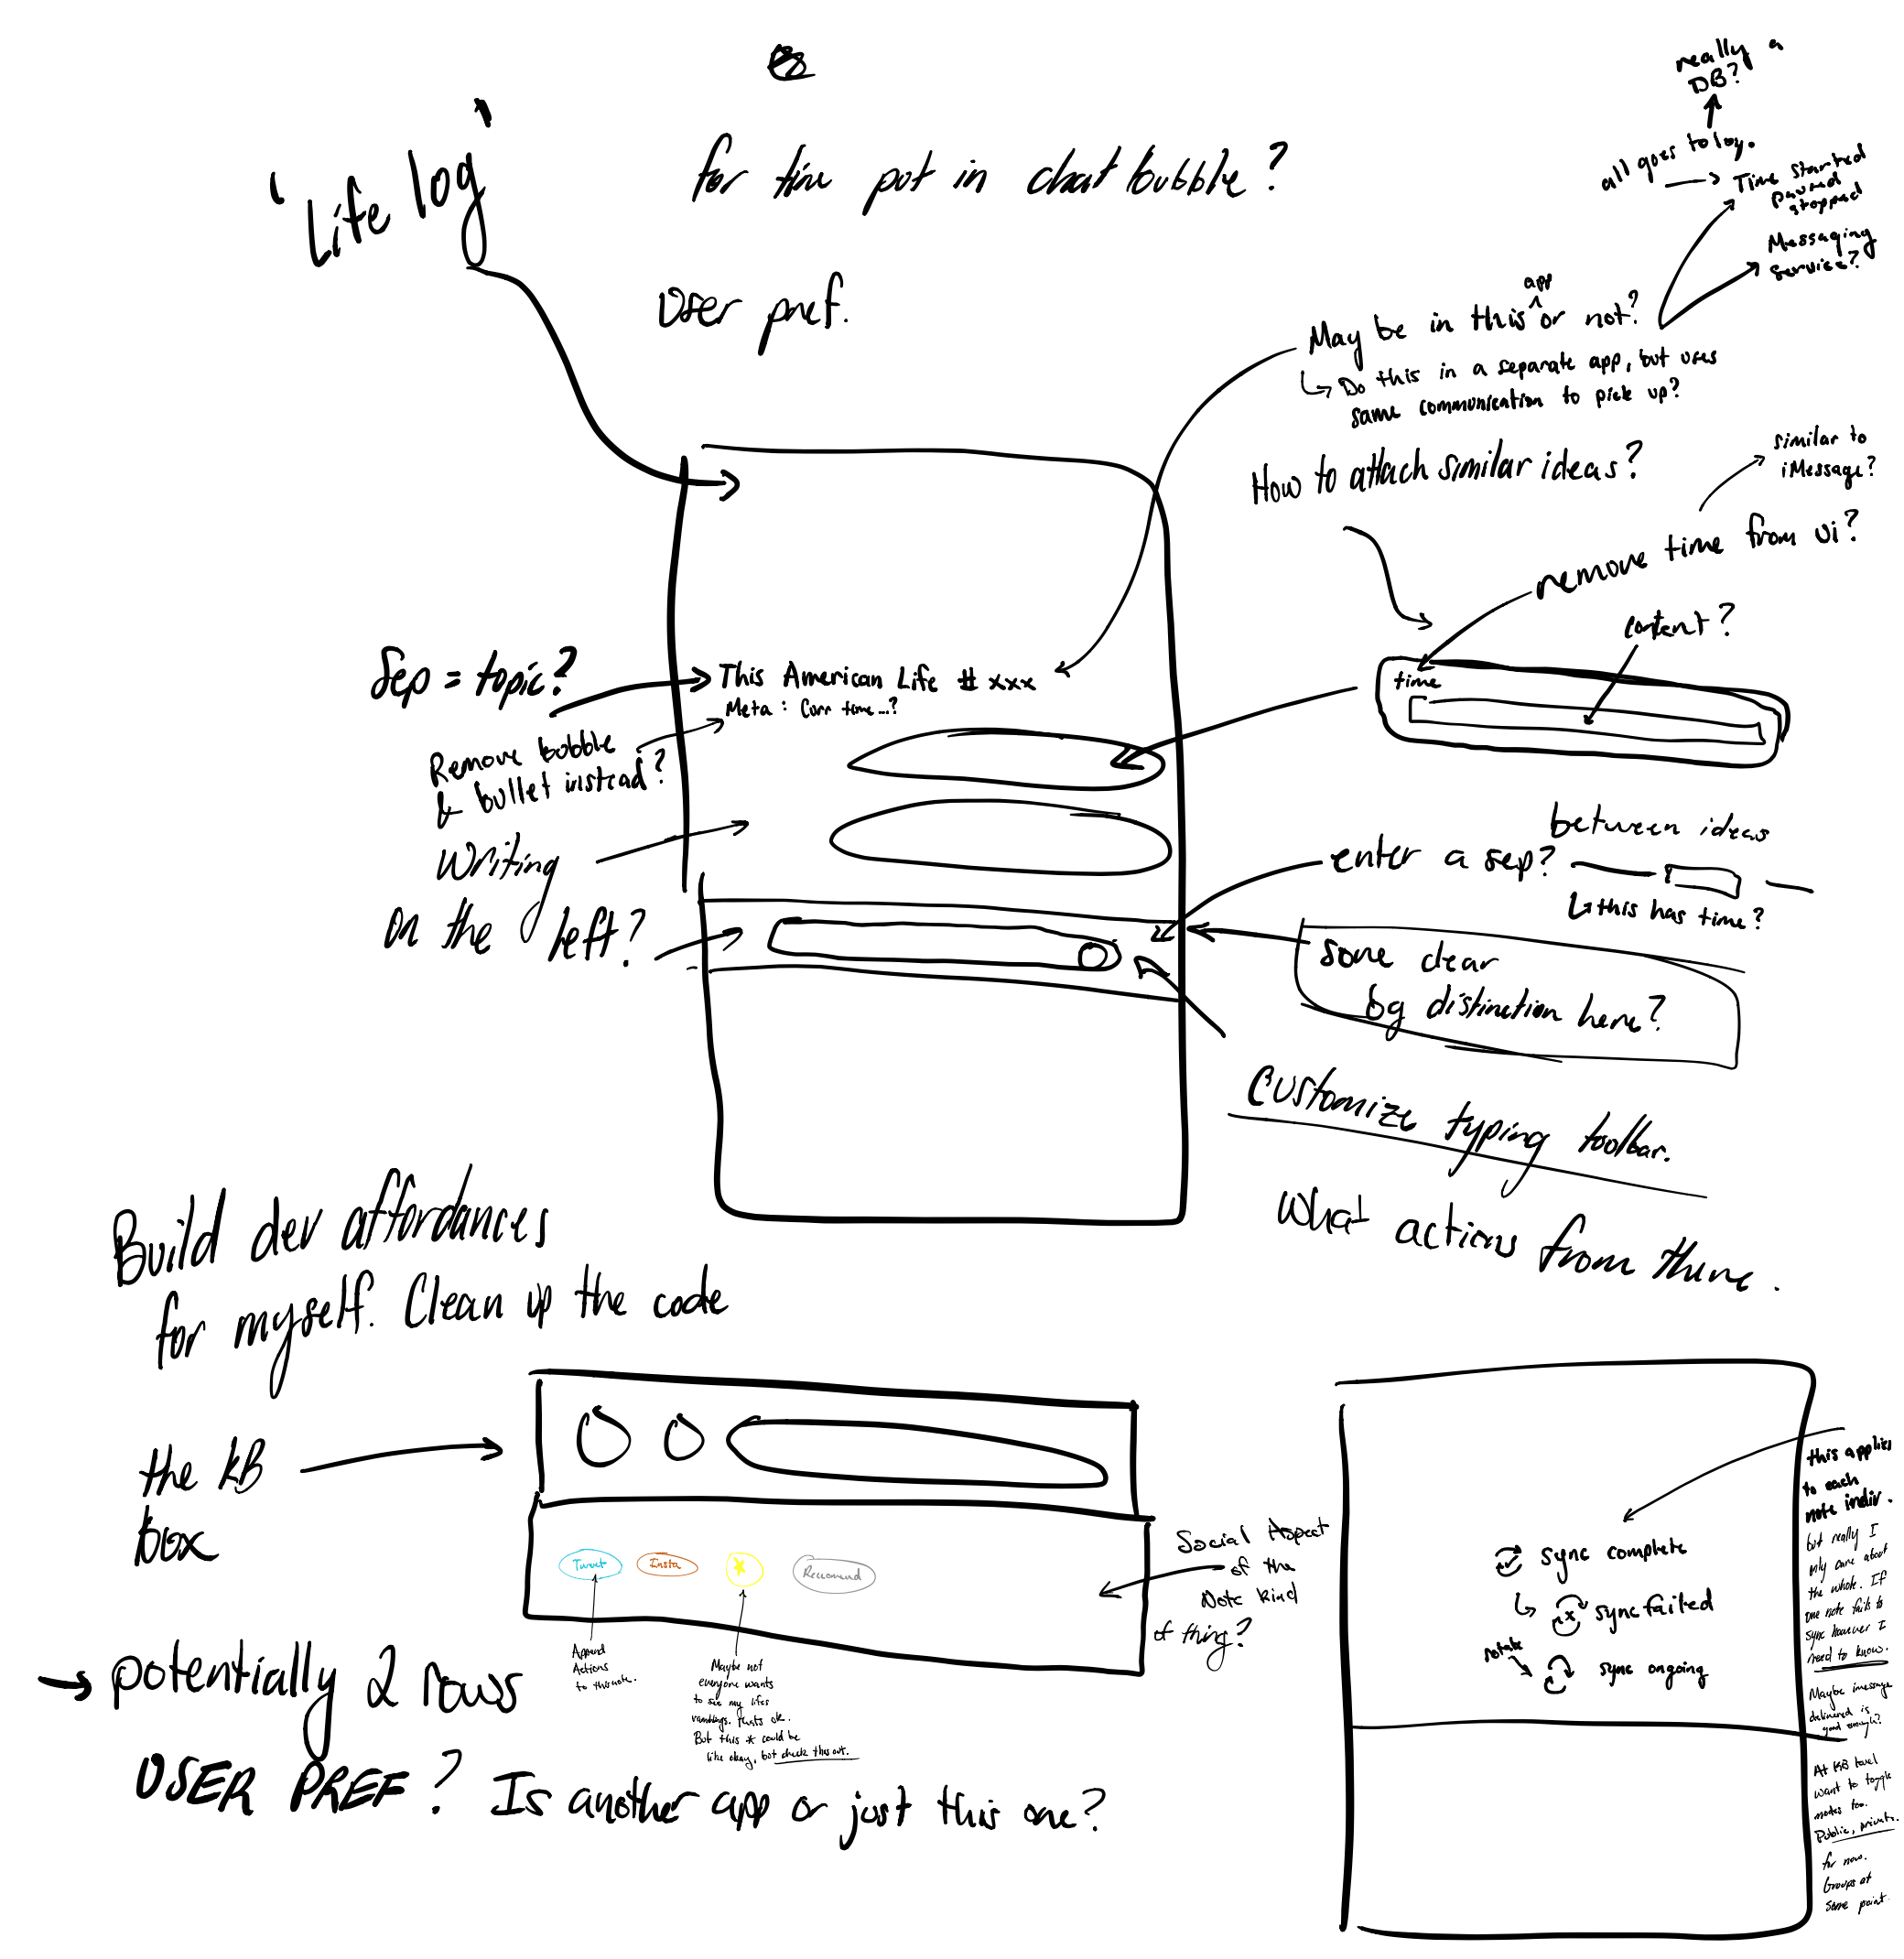 'Life log'
for time put in chat bubble?
User pref.
really a
DB?
all goes to log.
Time started
paused
stopped
Messaging
service?
app
May be in this ^ or not?
Do this in a separate app, but uses
same communication to pick up?
How to attach similar ideas?
similar to
iMessage?
remove time from ui?
content?
time
Sep = topic?
This American Life # xxx
Meta: Curr time...?
Remove bubble
& bullet instead?
Writing
on the left?
between ideas
enter a sep?
this has time?
some clear
bg distinction here?
Customize typing toolbar.
What actions from there.
Build dev affordances
for myself. Clean up the code
the KB
box
Tweet
Insta
Reccomend
Social Aspect
of the
Note kind
of thing?
Append
Actions
to this note.
Maybe not
everyone wants
to see my lifes
ramblings. thats ok.
But this * could be
like okay, but check this out.
→ potentially 2 rows
USER PREF? Is another app or just this one?
sync complete
sync failed
rotate
sync ongoing
this applies
to each
note indiv.
but really I
only care about
the whole. If
one note fails to
sync however I
need to know.
Maybe imessage
delivered is
good enough?
At KB level
want to toggle
modes too.
Public, private.
for now.
Groups at
some point.